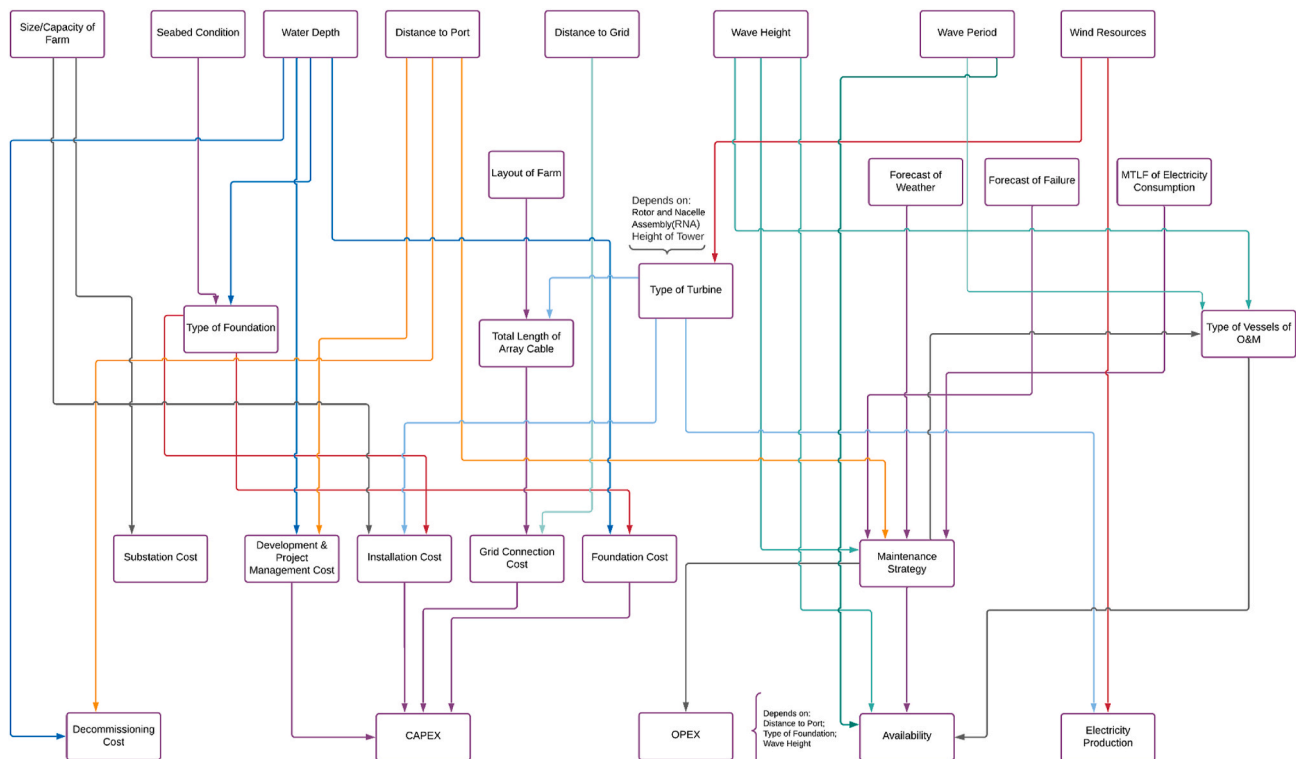 Size/Capacity of
Farm
Seabed Condition
Water Depth
Distance to Port
Distance to Grid
Wave Height
Wave Period
Wind Resources
Layout of Farm
Forecast of
Weather
Forecast of Failure
MTLF of Electricity
Consumption
Depends on:
Rotor and Nacelle
Assembly(RNA)
Height of Tower
Type of Turbine
Type of Foundation
Total Length of
Array Cable
Type of Vessels of
O&M
Substation Cost
Development &
Project
Management Cost
Installation Cost
Grid Connection
Cost
Foundation Cost
Maintenance
Strategy
Decommissioning
Cost
CAPEX
OPEX
Depends on:
Distance to Port;
Type of Foundation;
Wave Height
Availability
Electricity
Production